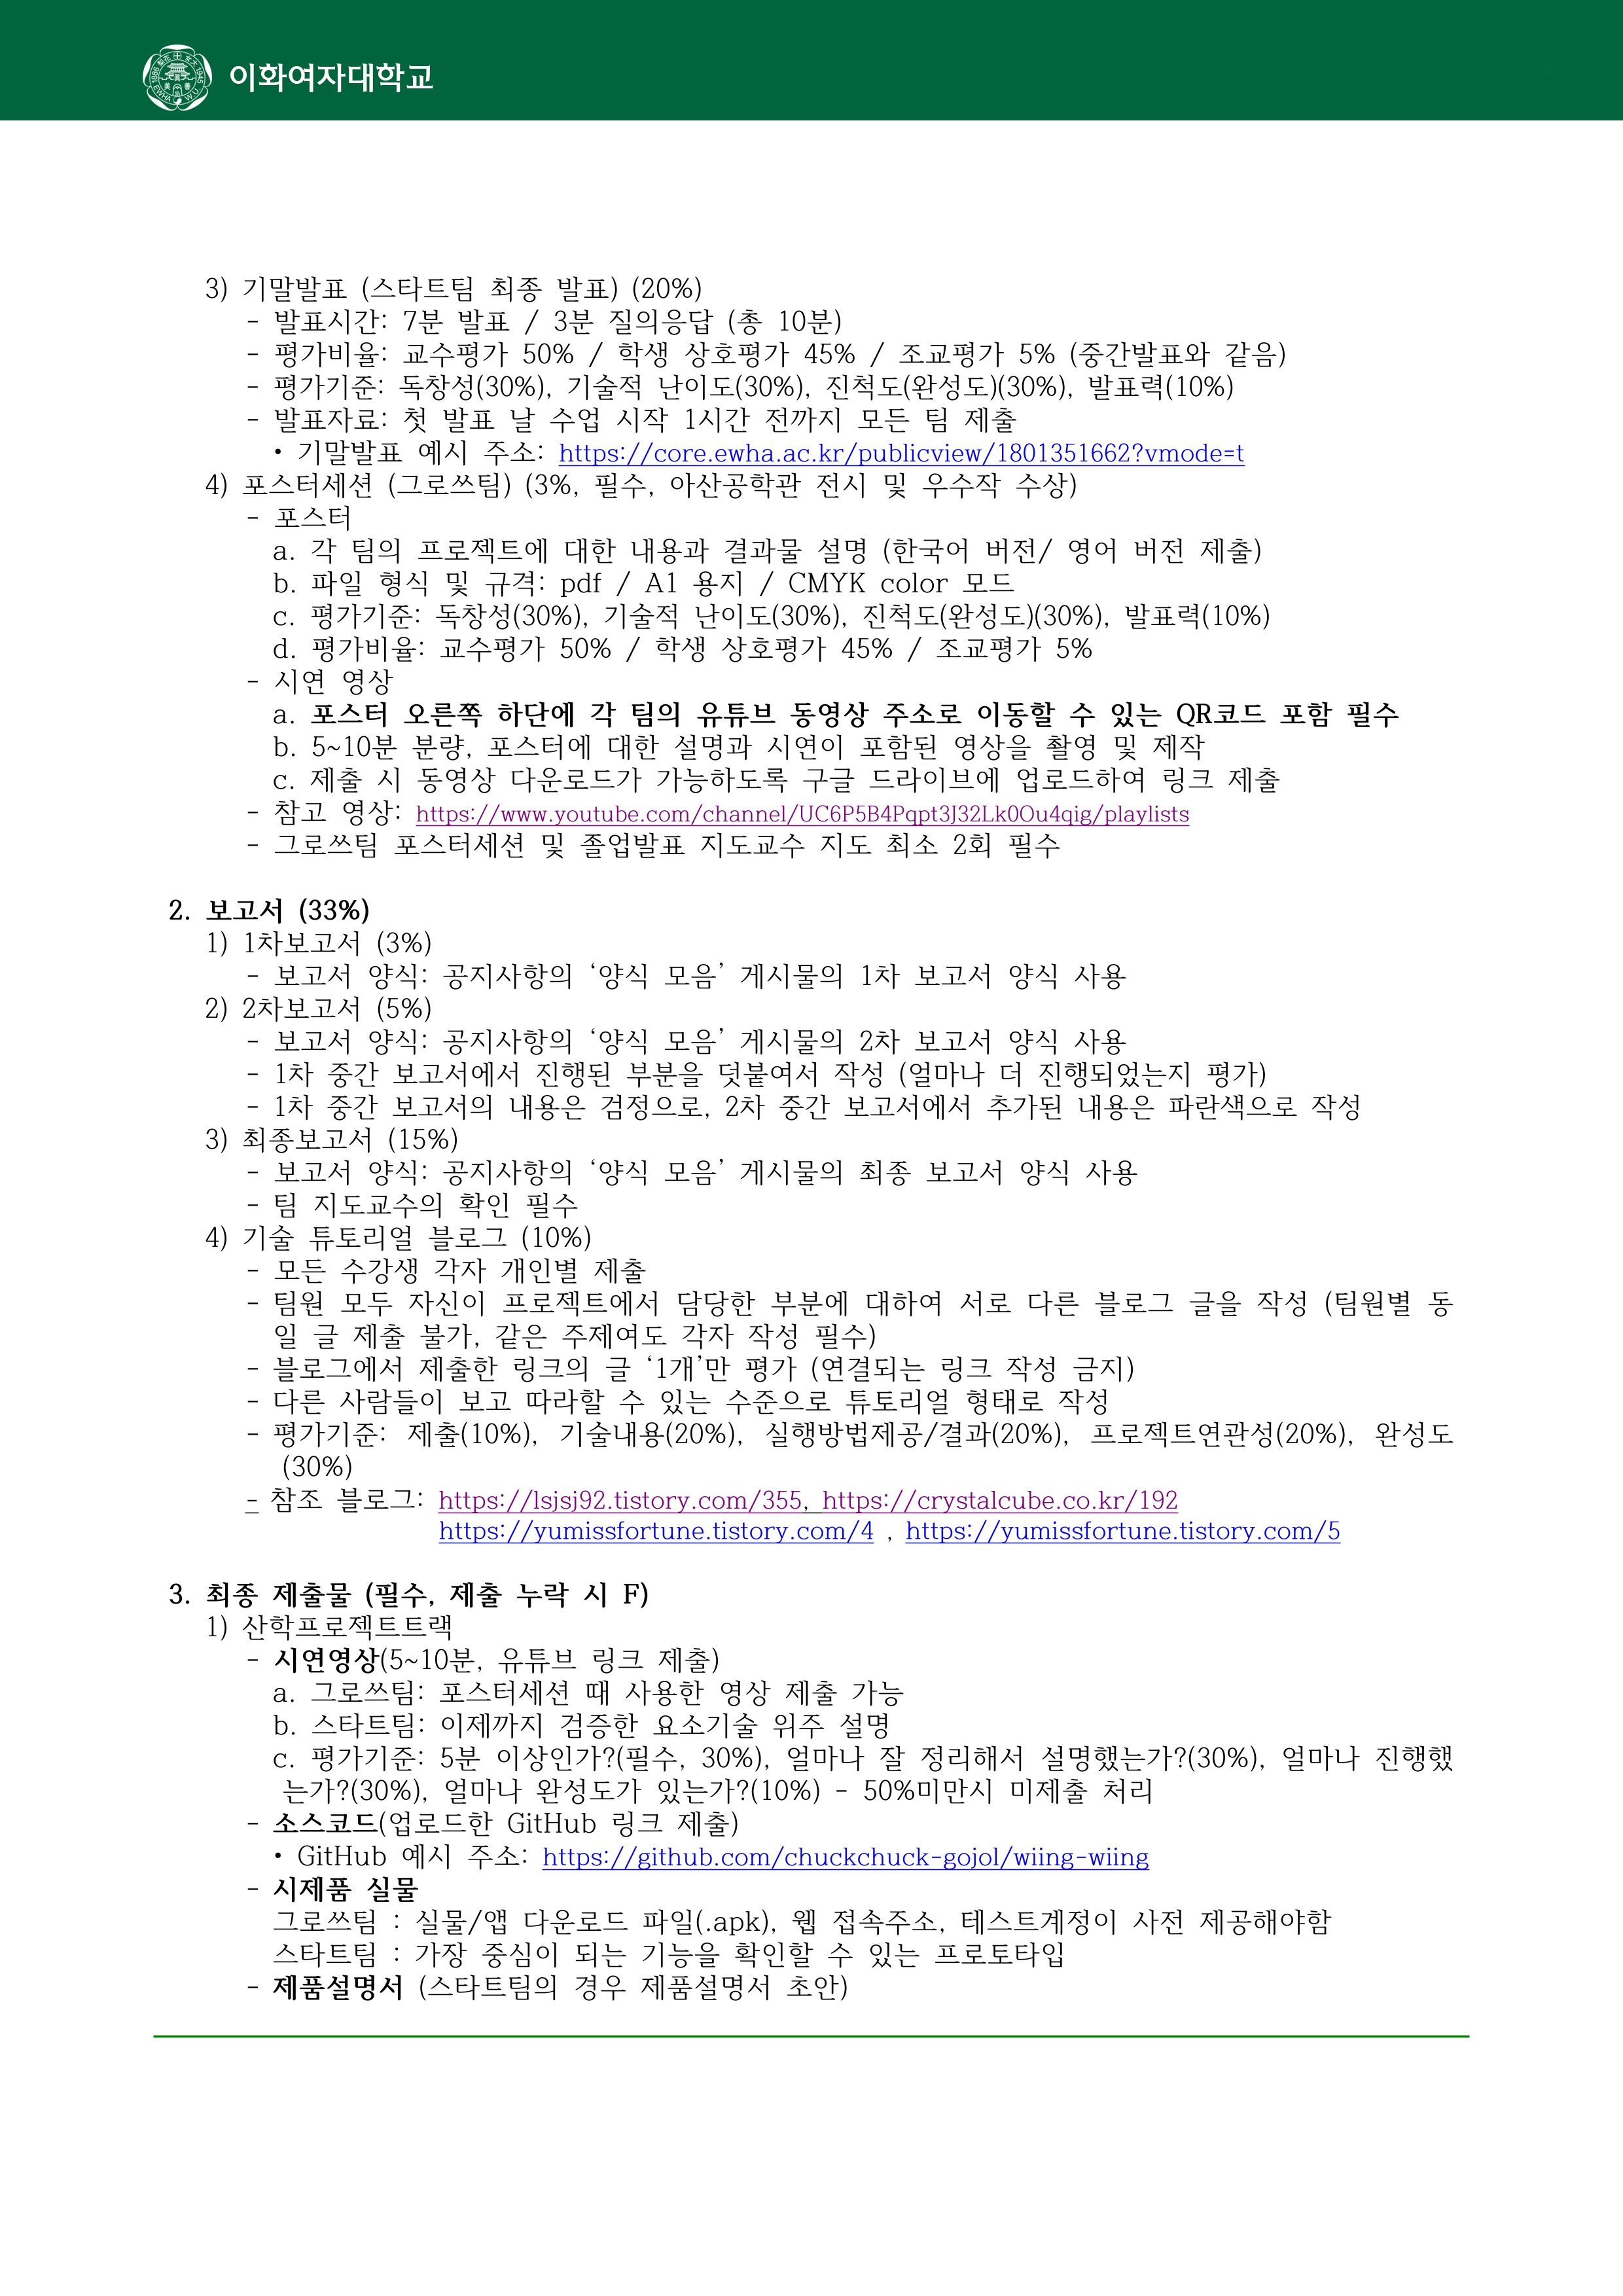 이화여자대학교
3) 기말발표 (스타트팀 최종 발표) (20%)
- 발표시간: 7분 발표 / 3분 질의응답 (총 10분)
- 평가비율: 교수평가 50% / 학생 상호평가 45% / 조교평가 5% (중간발표와 같음)
- 평가기준: 독창성(30%), 기술적 난이도(30%), 진척도(완성도)(30%), 발표력(10%)
- 발표자료: 첫 발표 날 수업 시작 1시간 전까지 모든 팀 제출
• 기말발표 예시 주소: https://core.ewha.ac.kr/publicview/1801351662?vmode=t
4) 포스터세션 (그로쓰팀) (3%, 필수, 아산공학관 전시 및 우수작 수상)
- 포스터
a. 각 팀의 프로젝트에 대한 내용과 결과물 설명 (한국어 버전/ 영어 버전 제출)
b. 파일 형식 및 규격: pdf / A1 용지 / CMYK color 모드
c. 평가기준: 독창성(30%), 기술적 난이도(30%), 진척도(완성도)(30%), 발표력(10%)
d. 평가비율: 교수평가 50% / 학생 상호평가 45% / 조교평가 5%
- 시연 영상
a. 포스터 오른쪽 하단에 각 팀의 유튜브 동영상 주소로 이동할 수 있는 QR코드 포함 필수
b. 5~10분 분량, 포스터에 대한 설명과 시연이 포함된 영상을 촬영 및 제작
c. 제출 시 동영상 다운로드가 가능하도록 구글 드라이브에 업로드하여 링크 제출
- 참고 영상: https://www.youtube.com/channel/UC6P5B4Pqpt3J32Lk0Ou4qig/playlists
- 그로쓰팀 포스터세션 및 졸업발표 지도교수 지도 최소 2회 필수
2. 보고서 (33%)
1) 1차보고서 (3%)
- 보고서 양식: 공지사항의 ‘양식 모음’ 게시물의 1차 보고서 양식 사용
2) 2차보고서 (5%)
- 보고서 양식: 공지사항의 ‘양식 모음’ 게시물의 2차 보고서 양식 사용
- 1차 중간 보고서에서 진행된 부분을 덧붙여서 작성 (얼마나 더 진행되었는지 평가)
- 1차 중간 보고서의 내용은 검정으로, 2차 중간 보고서에서 추가된 내용은 파란색으로 작성
3) 최종보고서 (15%)
- 보고서 양식: 공지사항의 ‘양식 모음’ 게시물의 최종 보고서 양식 사용
- 팀 지도교수의 확인 필수
4) 기술 튜토리얼 블로그 (10%)
- 모든 수강생 각자 개인별 제출
- 팀원 모두 자신이 프로젝트에서 담당한 부분에 대하여 서로 다른 블로그 글을 작성 (팀원별 동
일 글 제출 불가, 같은 주제여도 각자 작성 필수)
- 블로그에서 제출한 링크의 글 ‘1개’만 평가 (연결되는 링크 작성 금지)
- 다른 사람들이 보고 따라할 수 있는 수준으로 튜토리얼 형태로 작성
- 평가기준: 제출(10%), 기술내용(20%), 실행방법제공/결과(20%), 프로젝트연관성(20%), 완성도
(30%)
- 참조 블로그: https://lsjsj92.tistory.com/355, https://crystalcube.co.kr/192
https://yumissfortune.tistory.com/4 , https://yumissfortune.tistory.com/5
3. 최종 제출물 (필수, 제출 누락 시 F)
1) 산학프로젝트트랙
- 시연영상(5~10분, 유튜브 링크 제출)
a. 그로쓰팀: 포스터세션 때 사용한 영상 제출 가능
b. 스타트팀: 이제까지 검증한 요소기술 위주 설명
c. 평가기준: 5분 이상인가?(필수, 30%), 얼마나 잘 정리해서 설명했는가?(30%), 얼마나 진행했
는가?(30%), 얼마나 완성도가 있는가?(10%) - 50%미만시 미제출 처리
- 소스코드(업로드한 GitHub 링크 제출)
• GitHub 예시 주소: https://github.com/chuckchuck-gojol/wiing-wiing
- 시제품 실물
그로쓰팀 : 실물/앱 다운로드 파일(.apk), 웹 접속주소, 테스트계정이 사전 제공해야함
스타트팀 : 가장 중심이 되는 기능을 확인할 수 있는 프로토타입
- 제품설명서 (스타트팀의 경우 제품설명서 초안)